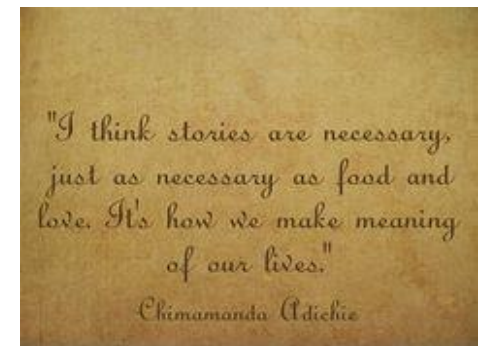 "I think stories are necessary,
just as necessary as food and
love. It's how we make meaning
of our lives."
Chimamanda Adichie